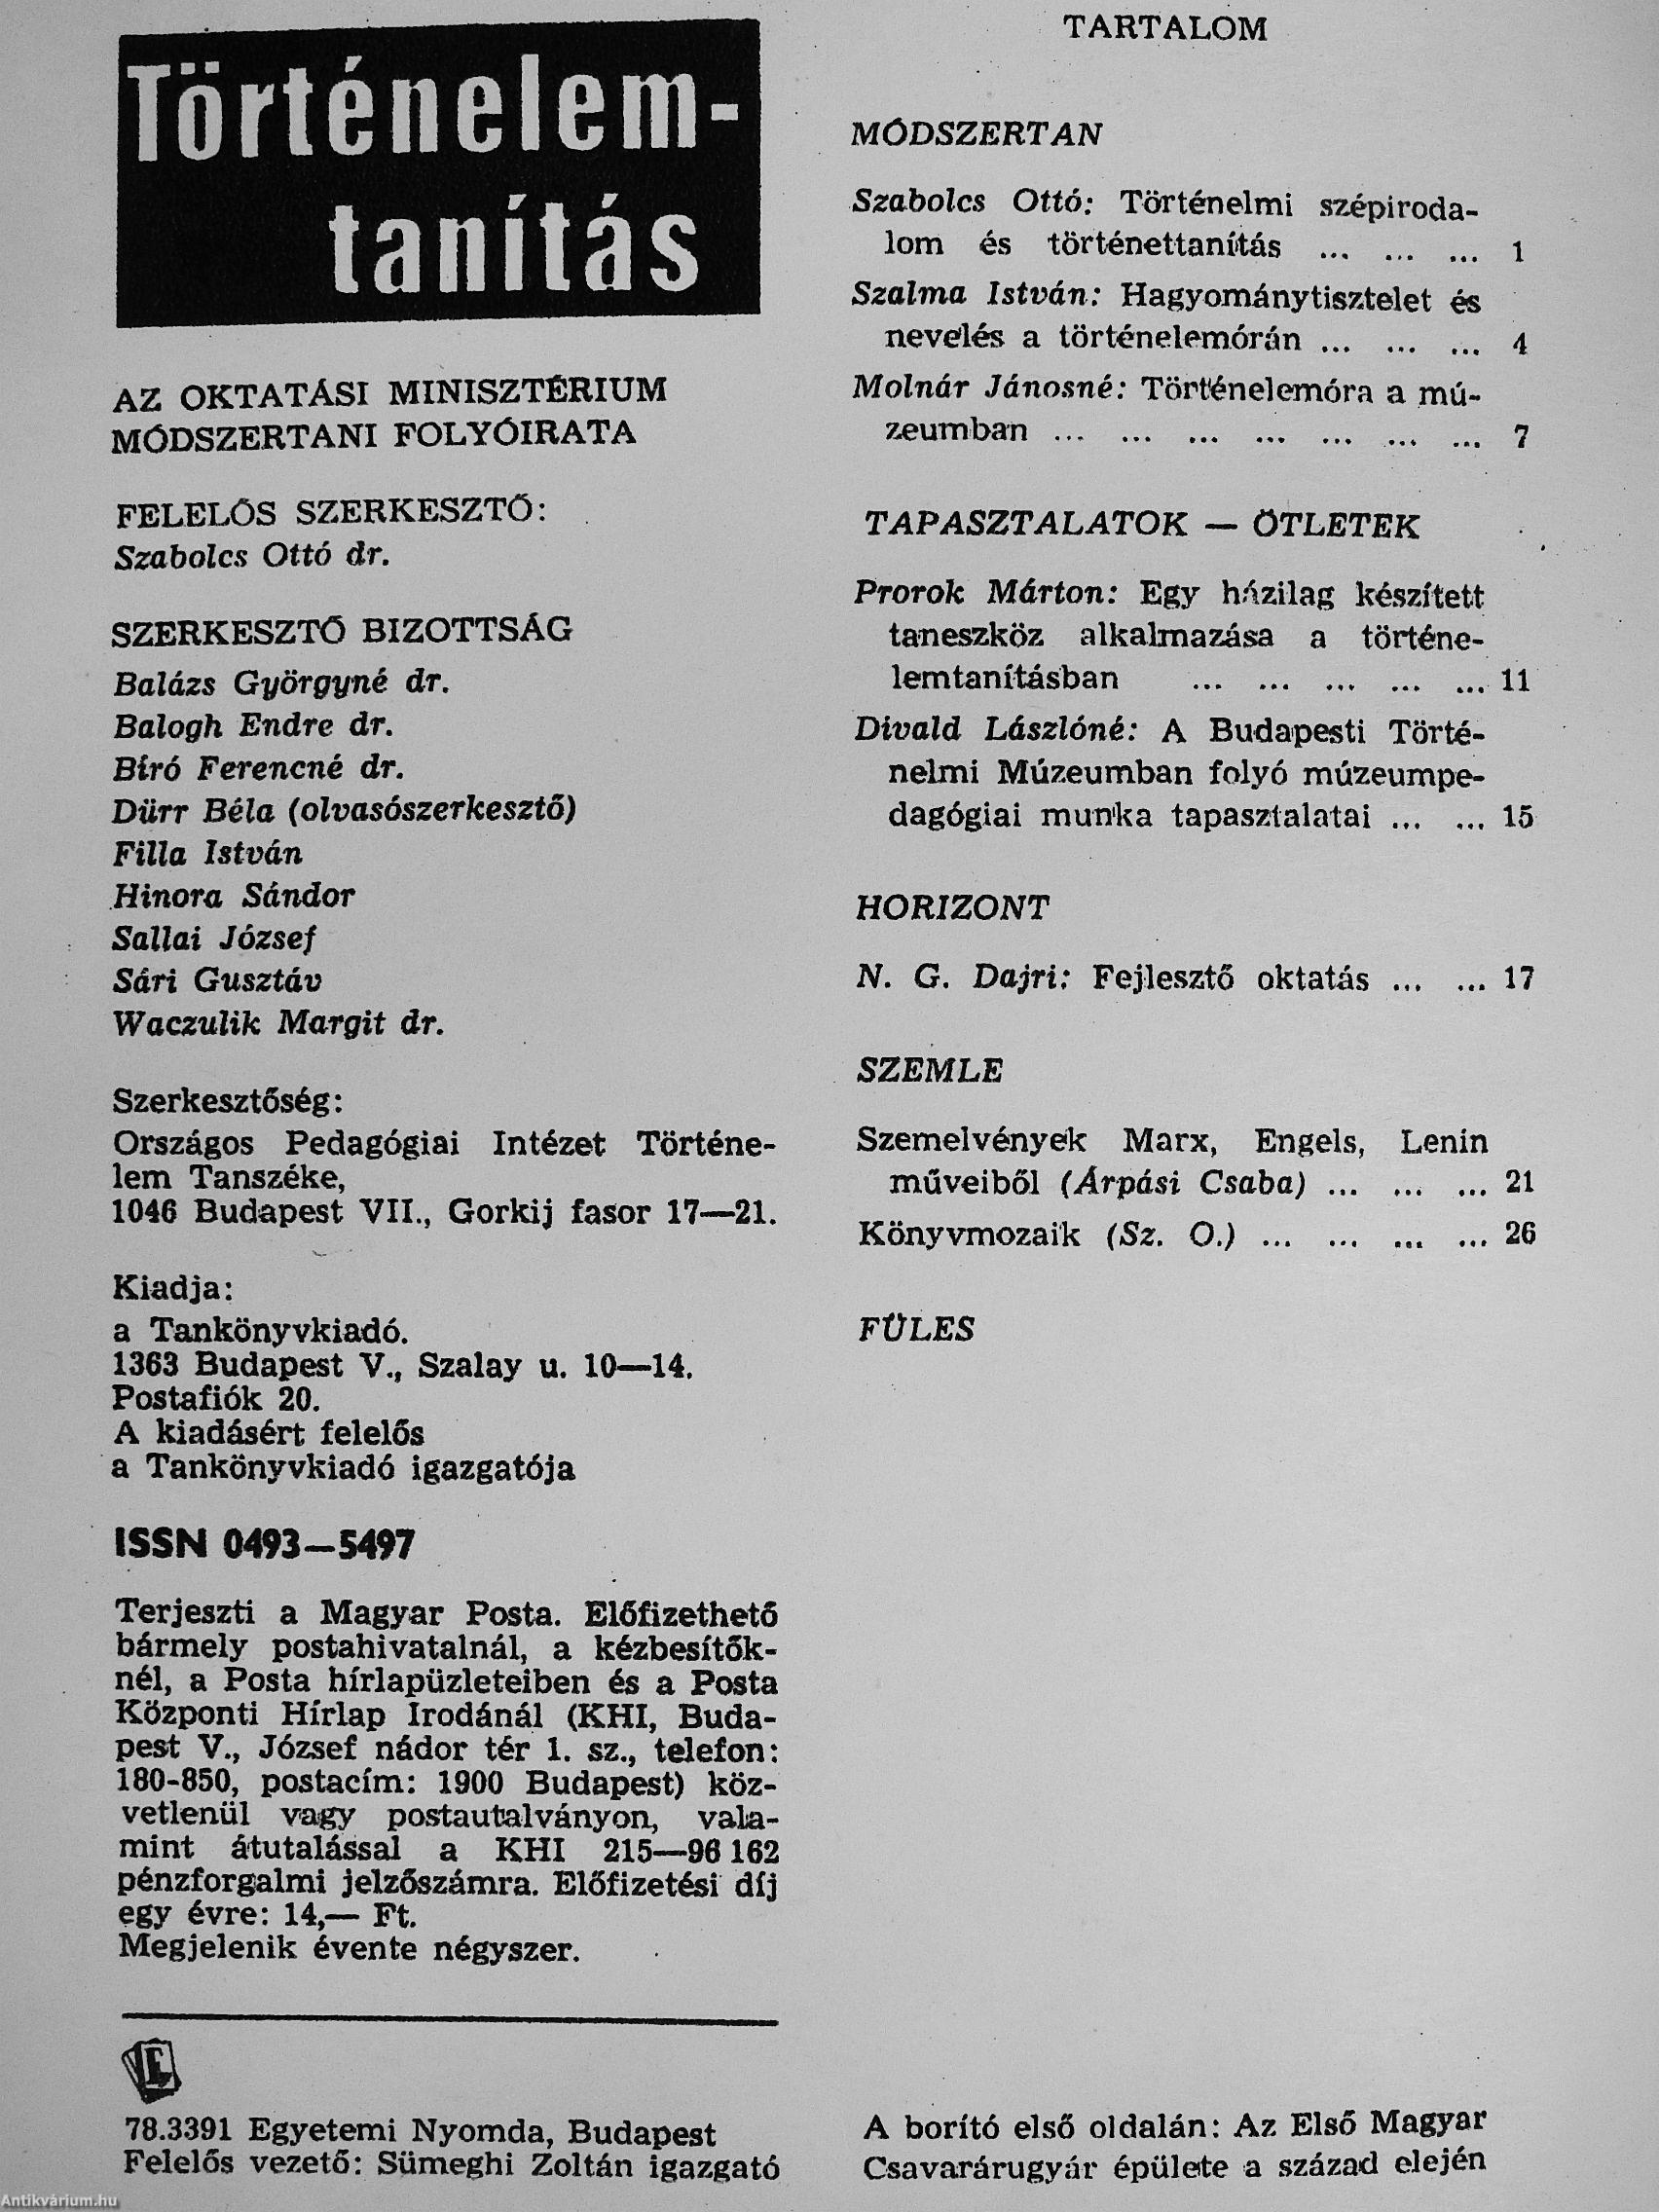 Történelem-
tanítás
AZ OKTATÁSI MINISZTÉRIUM
MÓDSZERTANI FOLYÓIRATA
FELELŐS SZERKESZTŐ:
Szabolcs Ottó dr.
SZERKESZTŐ BIZOTTSÁG
Balázs Györgyné dr.
Balogh Endre dr.
Bíró Ferencné dr.
Dürr Béla (olvasószerkesztő)
Filla István
Hinora Sándor
Sallai József
Sári Gusztáv
Waczulik Margit dr.
Szerkesztőség:
Országos Pedagógiai Intézet Történe-
lem Tanszéke,
1046 Budapest VII., Gorkij fasor 17—21.
Kiadja:
a Tankönyvkiadó.
1363 Budapest V., Szalay u. 10—14.
Postafiók 20.
A kiadásért felelős
a Tankönyvkiadó igazgatója
ISSN 0493—5497
Terjeszti a Magyar Posta. Előfizethető
bármely postahivatalnál, a kézbesítők-
nél, a Posta hírlapüzleteiben és a Posta
Központi Hírlap Irodánál (KHI, Buda-
pest V., József nádor tér 1. sz., telefon:
180-850, postacím: 1900 Budapest) köz-
vetlenül vagy postautalványon, vala-
mint átutalással a KHI 215—96 162
pénzforgalmi jelzőszámra. Előfizetési díj
egy évre: 14,— Ft.
Megjelenik évente négyszer.
78.3391 Egyetemi Nyomda, Budapest
Felelős vezető: Sümeghi Zoltán igazgató
TARTALOM
MÓDSZERTAN
Szabolcs Ottó: Történelmi szépiroda-
lom és történettanítás ... ... ... 1
Szalma István: Hagyománytisztelet és
nevelés a történelemórán ... ... ... 4
Molnár Jánosné: Történelemóra a mú-
zeumban ... ... ... ... ... ... ... 7
TAPASZTALATOK — ÖTLETEK
Prorok Márton: Egy házilag készített
taneszköz alkalmazása a történe-
lemtanításban ... ... ... ... ... 11
Divald Lászlóné: A Budapesti Törté-
nelmi Múzeumban folyó múzeumpe-
dagógiai munka tapasztalatai ... ... 15
HORIZONT
N. G. Dajri: Fejlesztő oktatás ... ... 17
SZEMLE
Szemelvények Marx, Engels, Lenin
műveiből (Árpási Csaba) ... ... ... 21
Könyvmozaik (Sz. O.) ... ... ... ... 26
FÜLES
A borító első oldalán: Az Első Magyar
Csavarárugyár épülete a század elején
Antikvárium.hu